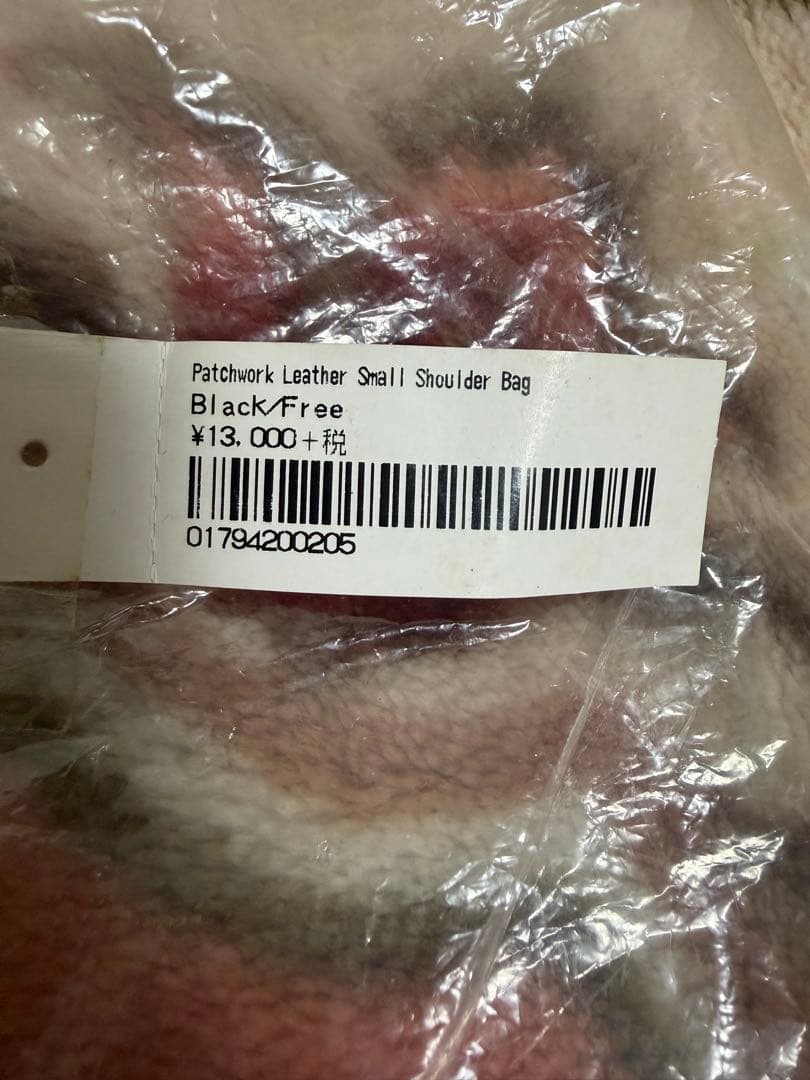 Patchwork Leather Small Shoulder Bag
Black/Free
¥13,000+税
01794200205